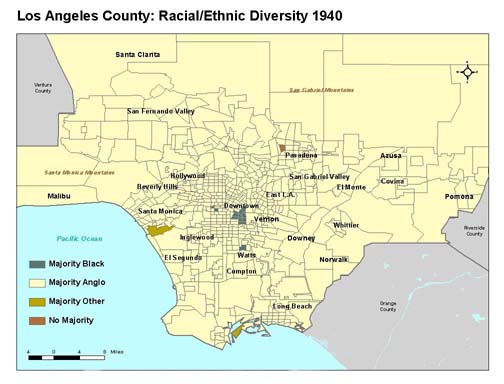 Los Angeles County: Racial/Ethnic Diversity 1940
Santa Clarita
Ventura
County
San Gabriel Mountains
San Fernando Valley
Pasadena
Azusa
Santa Monica Mountains
Hollywood
San Gabriel Valley
Covina
Beverly Hills
El Monte
East L.A.
Malibu
Pomona
Downtown
Santa Monica
Vernon
Whittier
Riverside
County
Pacific Ocean
Inglewood
Downey
El Segundo
Watts
Norwalk
Compton
Majority Black
Majority Anglo
Majority Other
No Majority
Long Beach
Orange
County
4 0 4 8 Miles